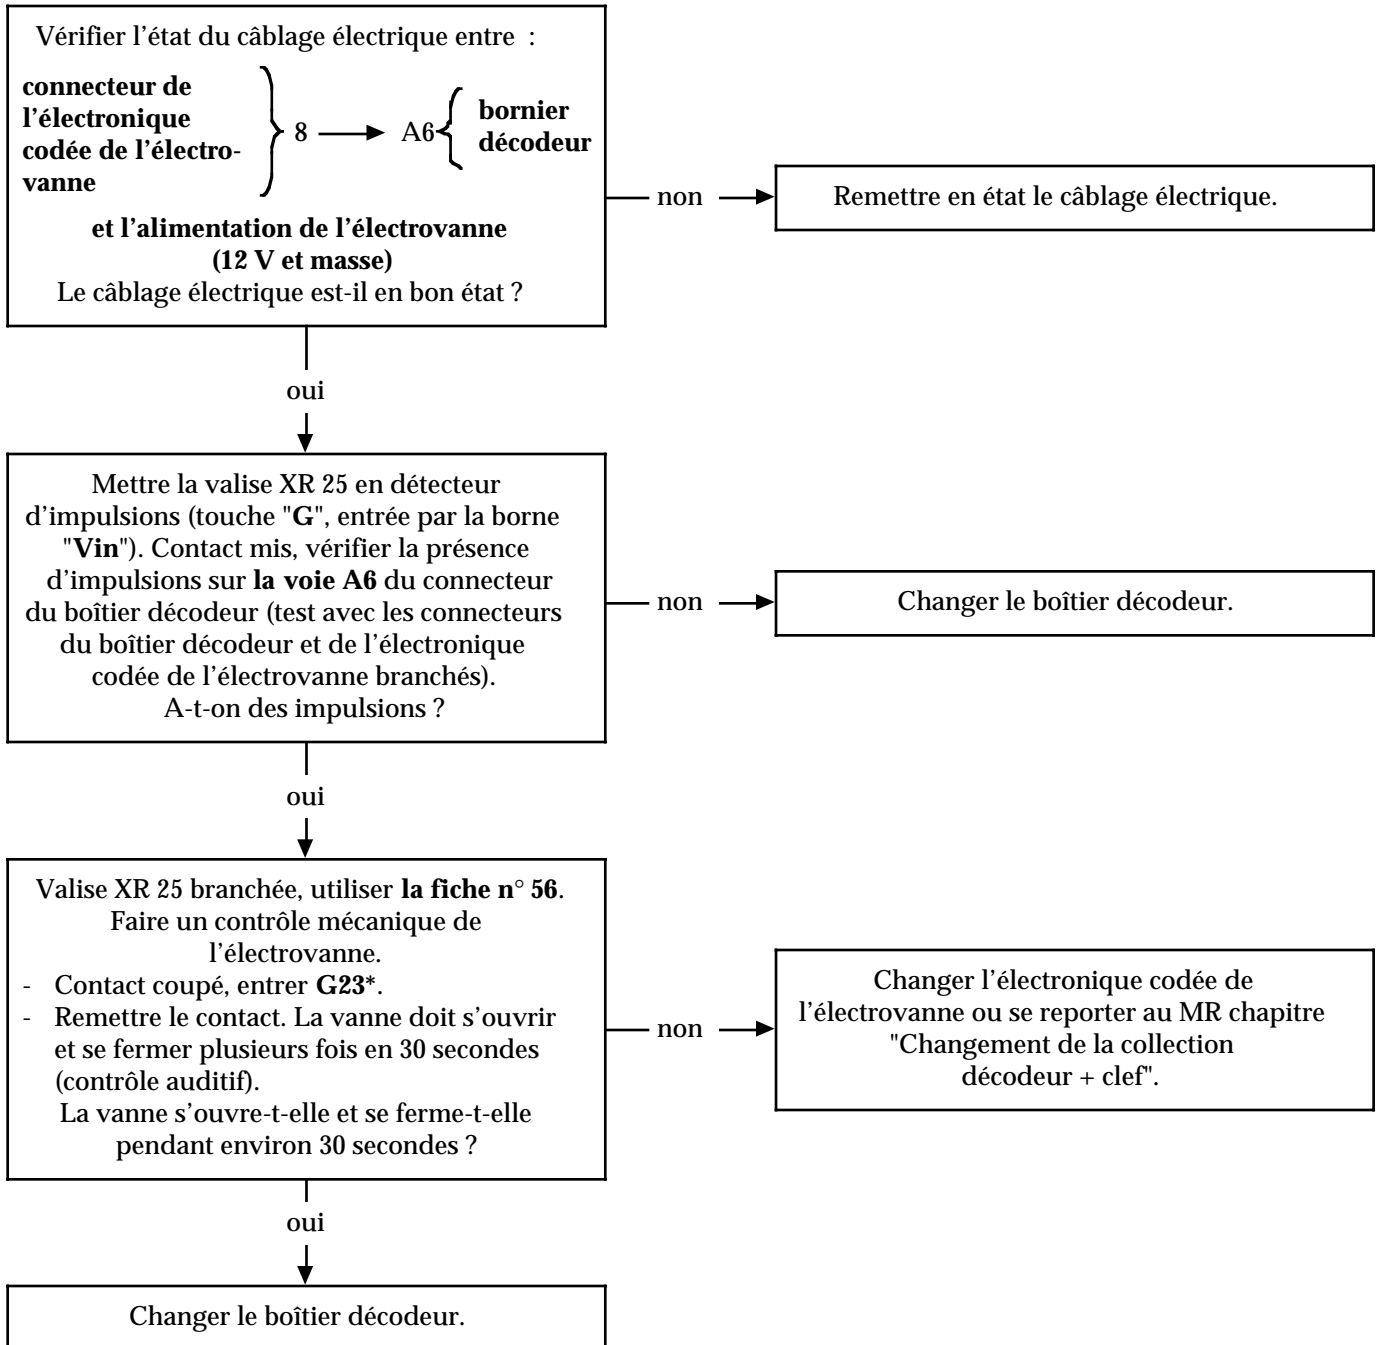 Vérifier l'état du câblage électrique entre :
connecteur de
l'électronique
codée de l'électro-
vanne
8
A6
bornier
décodeur
et l'alimentation de l'électrovanne
(12 V et masse)
Le câblage électrique est-il en bon état ?
non
Remettre en état le câblage électrique.
oui
Mettre la valise XR 25 en détecteur
d'impulsions (touche "G", entrée par la borne
"Vin"). Contact mis, vérifier la présence
d'impulsions sur la voie A6 du connecteur
du boîtier décodeur (test avec les connecteurs
du boîtier décodeur et de l'électronique
codée de l'électrovanne branchés).
A-t-on des impulsions ?
non
Changer le boîtier décodeur.
oui
Valise XR 25 branchée, utiliser la fiche n° 56.
Faire un contrôle mécanique de
l'électrovanne.
- Contact coupé, entrer G23*.
- Remettre le contact. La vanne doit s'ouvrir
et se fermer plusieurs fois en 30 secondes
(contrôle auditif).
La vanne s'ouvre-t-elle et se ferme-t-elle
pendant environ 30 secondes ?
non
Changer l'électronique codée de
l'électrovanne ou se reporter au MR chapitre
"Changement de la collection
décodeur + clef".
oui
Changer le boîtier décodeur.